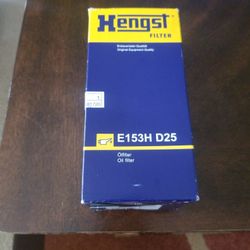 Hengst
FILTER
Erstausrüster-Qualität
Original Equipment Quality
E153H D25
Ölfilter
Oil filter